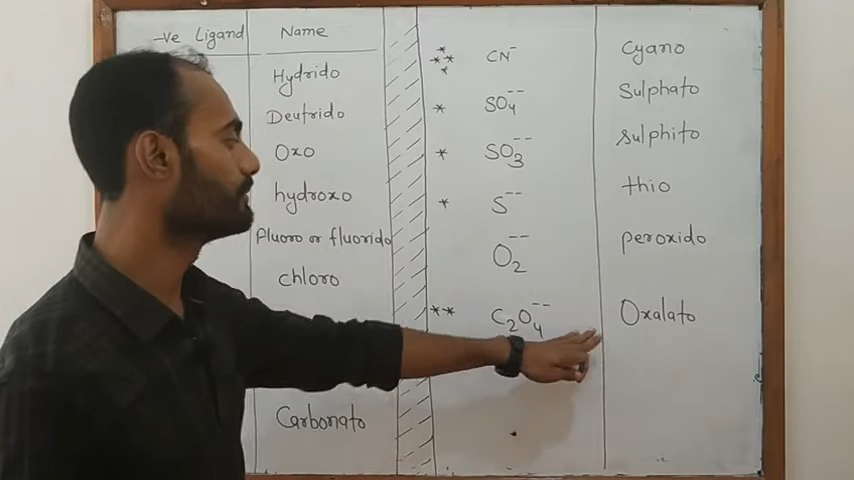 -ve Ligand Name
Hydrido
Deutrido
Oxo
hydroxo
Fluoro or fluorido
chloro
Carbonato
CN⁻ Cyano
* SO₄⁻⁻ Sulphato
* SO₃⁻⁻ Sulphito
* S⁻⁻ thio
O₂⁻⁻ peroxido
** C₂O₄⁻⁻ Oxalato